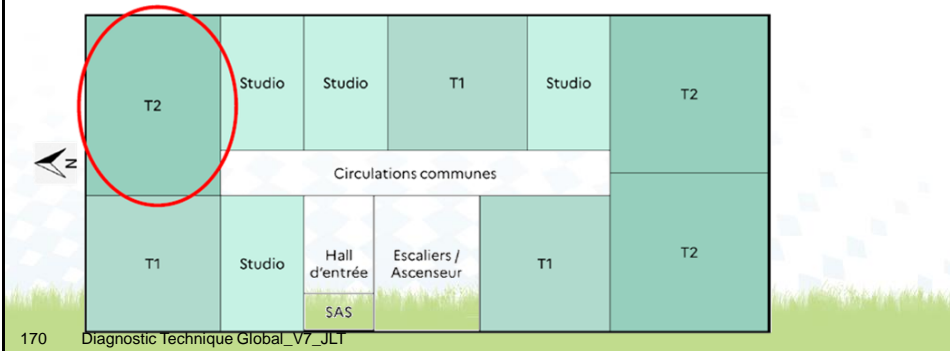 Studio
Studio
T1
Studio
T2
T2
N
Circulations communes
T1
Studio
Hall
d'entrée
Escaliers /
Ascenseur
T1
T2
SAS
170 Diagnostic Technique Global_V7_JLT